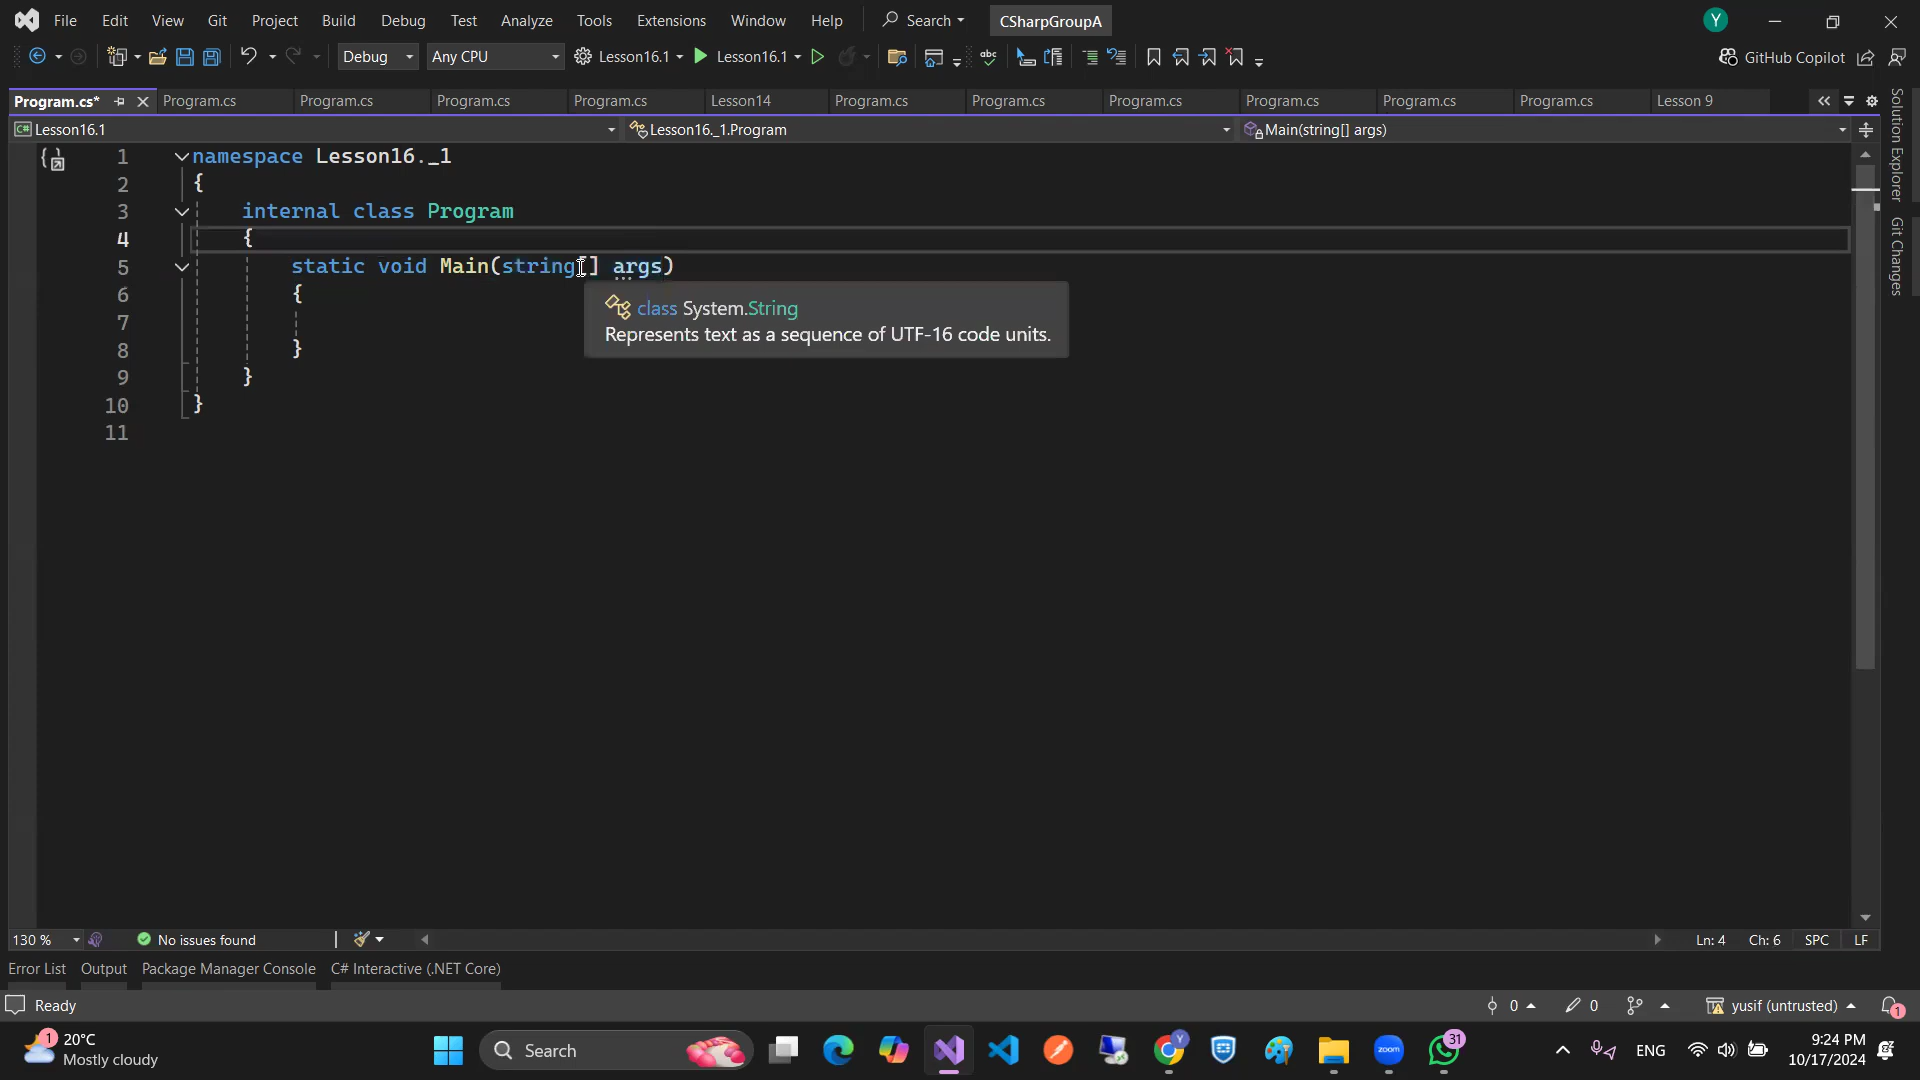 File Edit View Git Project Build Debug Test Analyze Tools Extensions Window Help Search CSharpGroupA Y
Debug Any CPU Lesson16.1 Lesson16.1 GitHub Copilot
Program.cs* Program.cs Program.cs Program.cs Program.cs Lesson14 Program.cs Program.cs Program.cs Program.cs Program.cs Program.cs Lesson 9
Lesson16.1 Lesson16._1.Program Main(string[] args)
1 namespace Lesson16._1
2 {
3 internal class Program
4 {
5 static void Main(string[] args)
6 {
7
8 }
9 }
10 }
11
class System.String
Represents text as a sequence of UTF-16 code units.
Solution Explorer
Git Changes
130 % No issues found Ln: 4 Ch: 6 SPC LF
Error List Output Package Manager Console C# Interactive (.NET Core)
Ready 0 0 yusif (untrusted) 1
1 20°C
Mostly cloudy
Search
31
ENG
9:24 PM
10/17/2024